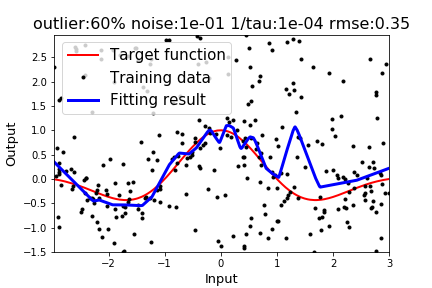 outlier:60% noise:1e-01 1/tau:1e-04 rmse:0.35
Target function
Training data
Fitting result
2.5
2.0
1.5
1.0
0.5
0.0
−0.5
−1.0
−1.5
Output
−2
−1
0
1
2
3
Input